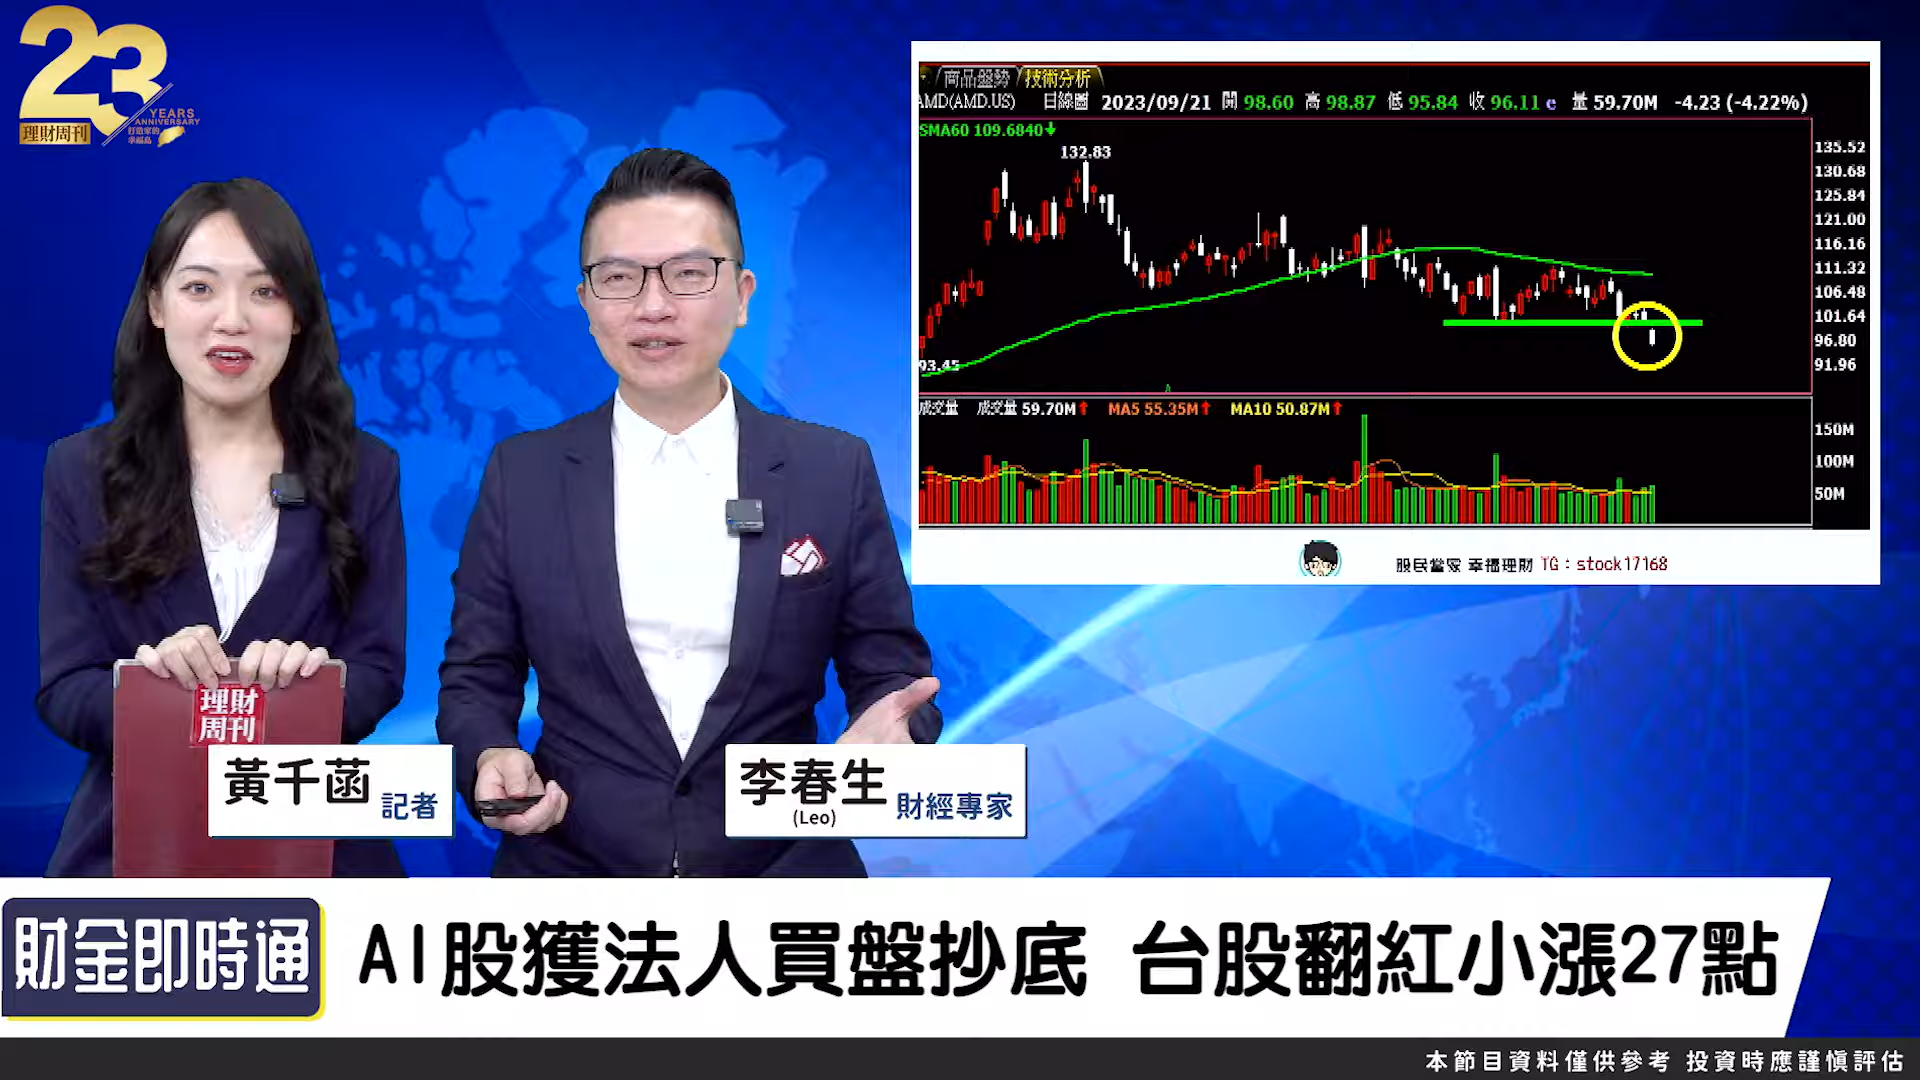 23
YEARS
ANNIVERSARY
理財周刊
打造家的
幸福島
商品盤勢 技術分析
AMD(AMD.US) 日線圖 2023/09/21 開 98.60 高 98.87 低 95.84 收 96.11 c 量 59.70M -4.23 (-4.22%)
SMA60 109.6840↓
132.83
93.45
135.52
130.68
125.84
121.00
116.16
111.32
106.48
101.64
96.80
91.96
成交量 成交量 59.70M↑ MA5 55.35M↑ MA10 50.87M↑
150M
100M
50M
股民當家 幸福理財 TG：stock17168
理財
周刊
黃千菡 記者
李春生 (Leo) 財經專家
財金即時通
AI股獲法人買盤抄底 台股翻紅小漲27點
本節目資料僅供參考 投資時應謹慎評估